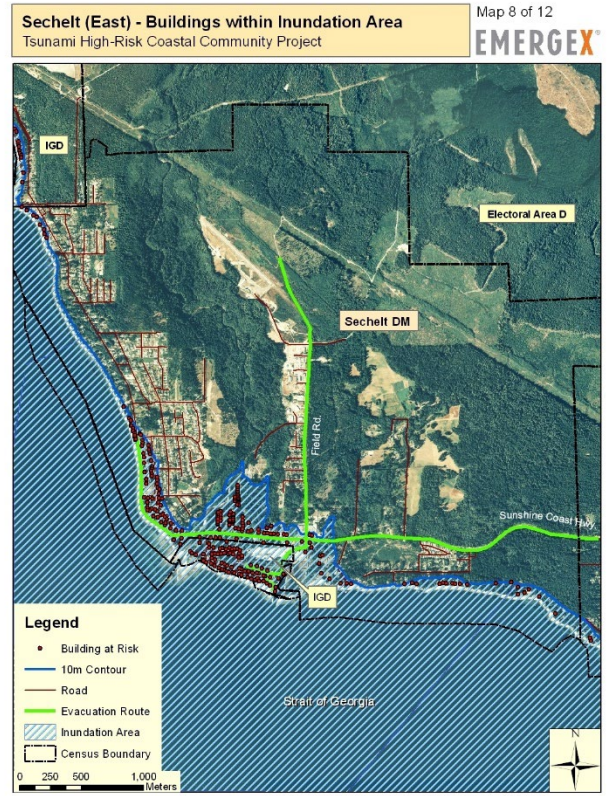 Sechelt (East) - Buildings within Inundation Area
Tsunami High-Risk Coastal Community Project
Map 8 of 12
EMERGEX
IGD
Electoral Area D
Sechelt DM
Field Rd.
Sunshine Coast Hwy
IGD
Strait of Georgia
Legend
Building at Risk
10m Contour
Road
Evacuation Route
Inundation Area
Census Boundary
0 250 500 1,000
Meters
N